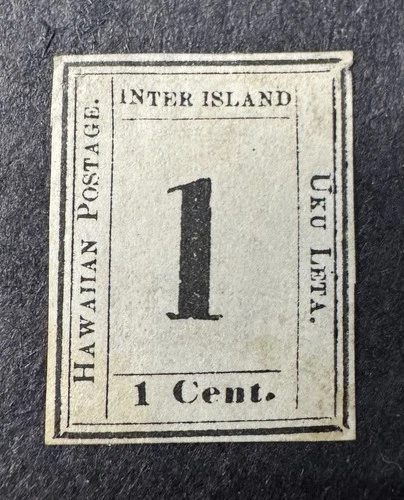 INTER ISLAND
HAWAIIAN POSTAGE.
1
UKU LETA.
1 Cent.